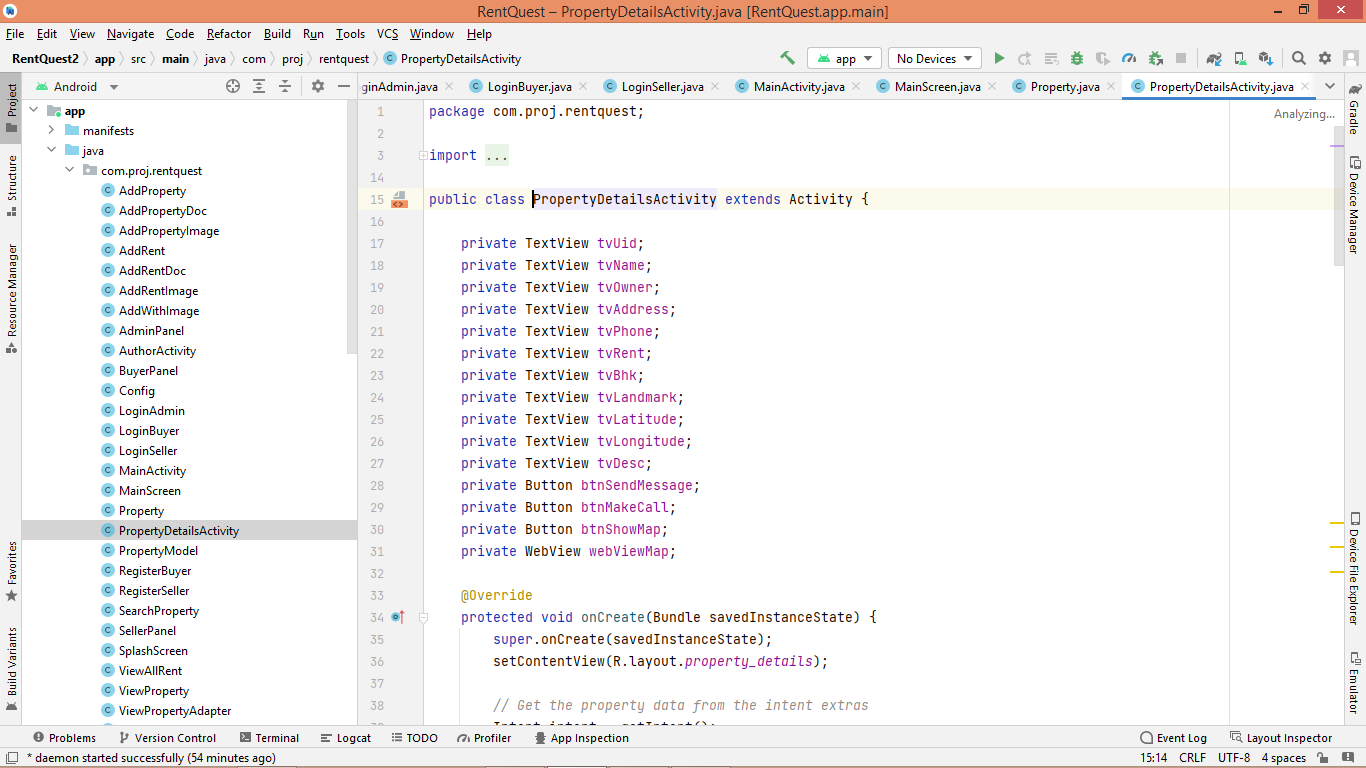 RentQuest – PropertyDetailsActivity.java [RentQuest.app.main]
File Edit View Navigate Code Refactor Build Run Tools VCS Window Help
RentQuest2 app src main java com proj rentquest PropertyDetailsActivity
app No Devices
Android
ginAdmin.java LoginBuyer.java LoginSeller.java MainActivity.java MainScreen.java Property.java PropertyDetailsActivity.java
Project
Structure
Resource Manager
Favorites
Build Variants
app
manifests
java
com.proj.rentquest
AddProperty
AddPropertyDoc
AddPropertyImage
AddRent
AddRentDoc
AddRentImage
AddWithImage
AdminPanel
AuthorActivity
BuyerPanel
Config
LoginAdmin
LoginBuyer
LoginSeller
MainActivity
MainScreen
Property
PropertyDetailsActivity
PropertyModel
RegisterBuyer
RegisterSeller
SearchProperty
SellerPanel
SplashScreen
ViewAllRent
ViewProperty
ViewPropertyAdapter
Analyzing...
1 package com.proj.rentquest;
2
3 import ...
14
15 public class PropertyDetailsActivity extends Activity {
16
17 private TextView tvUid;
18 private TextView tvName;
19 private TextView tvOwner;
20 private TextView tvAddress;
21 private TextView tvPhone;
22 private TextView tvRent;
23 private TextView tvBhk;
24 private TextView tvLandmark;
25 private TextView tvLatitude;
26 private TextView tvLongitude;
27 private TextView tvDesc;
28 private Button btnSendMessage;
29 private Button btnMakeCall;
30 private Button btnShowMap;
31 private WebView webViewMap;
32
33 @Override
34 protected void onCreate(Bundle savedInstanceState) {
35 super.onCreate(savedInstanceState);
36 setContentView(R.layout.property_details);
37
38 // Get the property data from the intent extras
Gradle
Device Manager
Device File Explorer
Emulator
Problems Version Control Terminal Logcat TODO Profiler App Inspection Event Log Layout Inspector
* daemon started successfully (54 minutes ago) 15:14 CRLF UTF-8 4 spaces